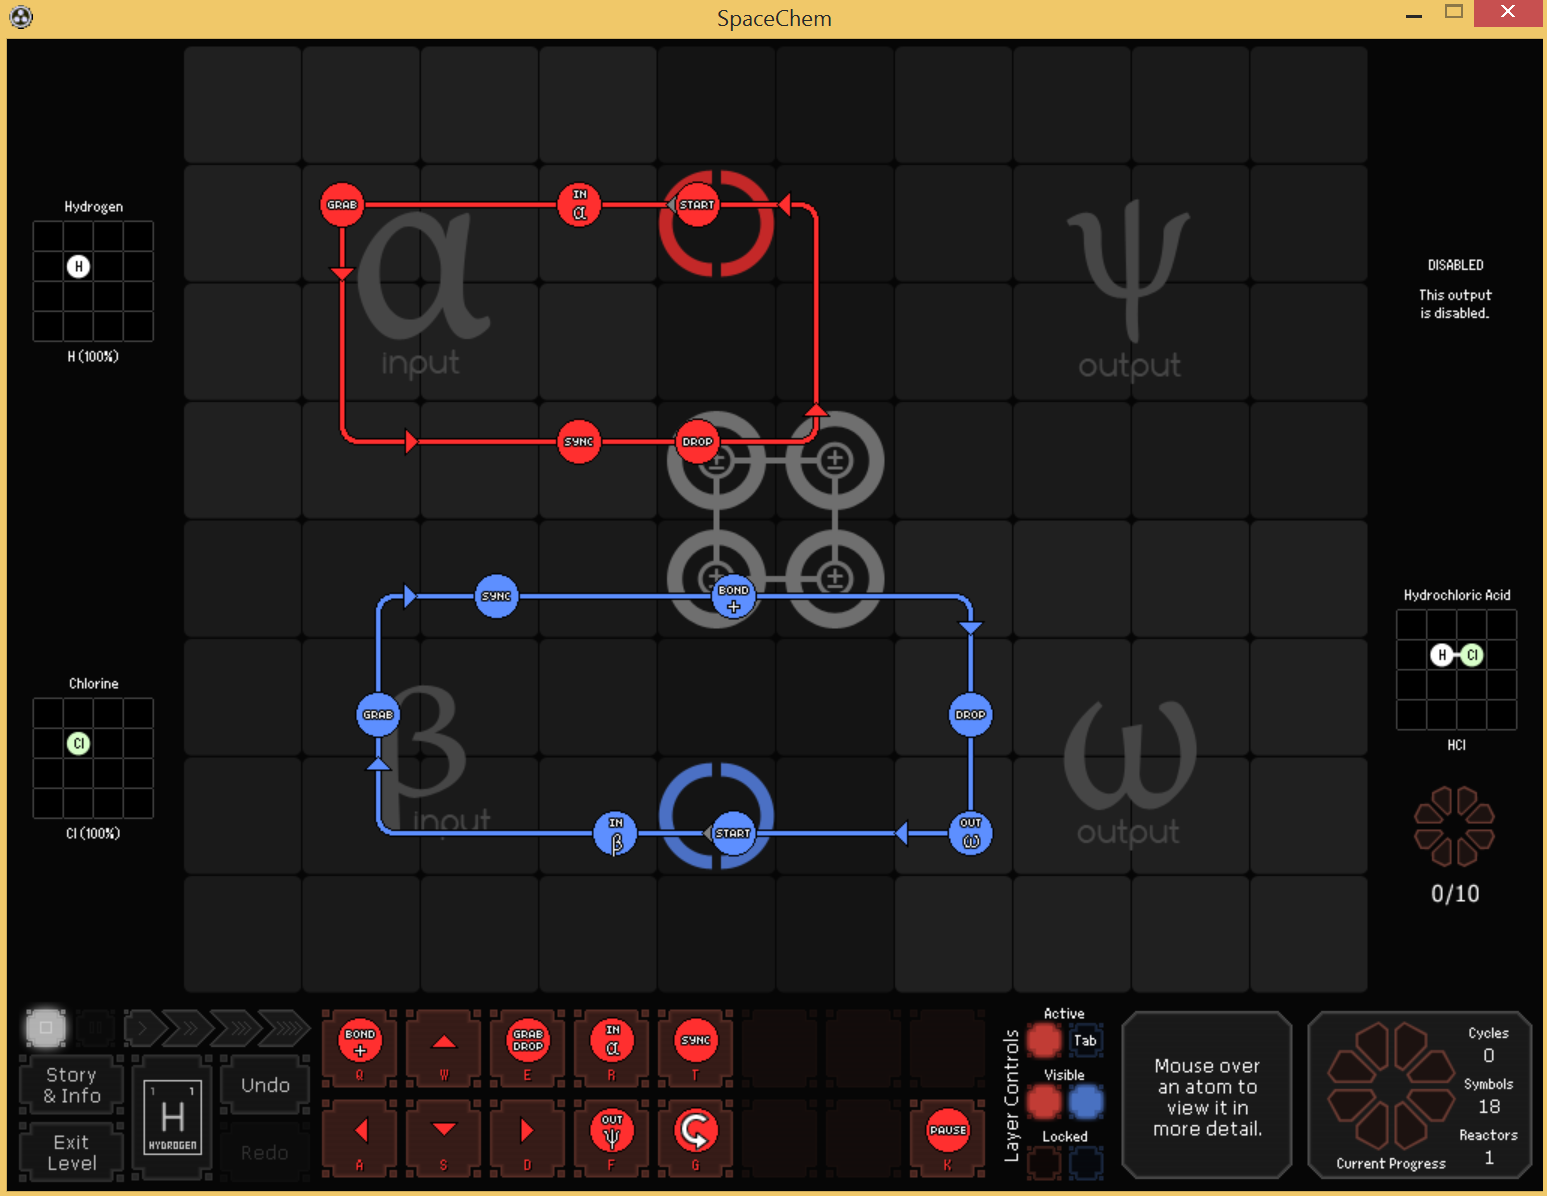 SpaceChem
Hydrogen
H
H (100%)
GRAB
IN
α
START
α
input
ψ
output
DISABLED
This output
is disabled.
SYNC
DROP
±
±
±
±
SYNC
BOND
+
Hydrochloric Acid
H
Cl
HCl
Chlorine
Cl
Cl (100%)
GRAB
β
input
DROP
ω
output
IN
β
START
OUT
ω
0/10
Story
& Info
Exit
Level
1 1
H
HYDROGEN
Undo
Redo
BOND
+
Q
W
GRAB
DROP
E
IN
α
R
SYNC
T
A
S
D
OUT
ψ
F
G
PAUSE
K
Layer Controls
Active
Tab
Visible
Locked
Mouse over
an atom to
view it in
more detail.
Cycles
0
Symbols
18
Reactors
1
Current Progress